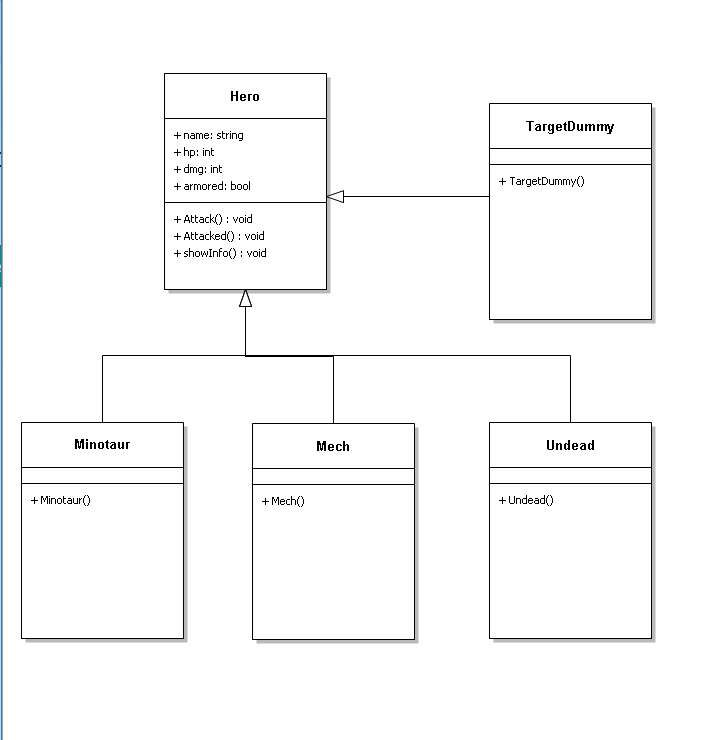 Hero
+ name: string
+ hp: int
+ dmg: int
+ armored: bool
+ Attack() : void
+ Attacked() : void
+ showInfo() : void
TargetDummy
+ TargetDummy()
Minotaur
+ Minotaur()
Mech
+ Mech()
Undead
+ Undead()